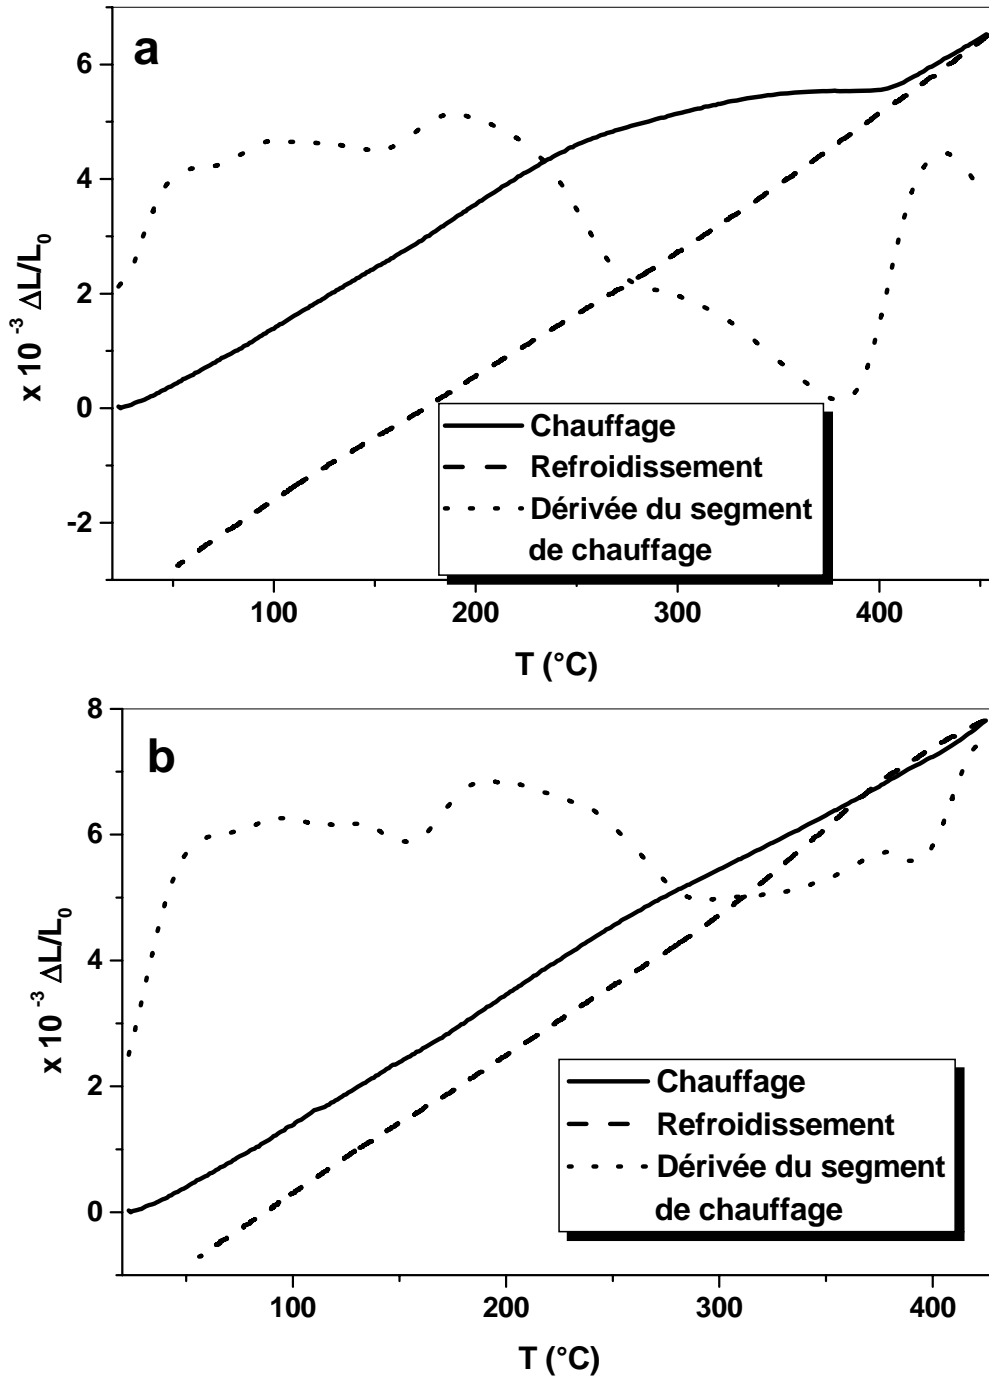 a
6
4
2
0
-2
x 10 -3 ΔL/L0
Chauffage
Refroidissement
Dérivée du segment
de chauffage
100 200 300 400
T (°C)
b
8
6
4
2
0
x 10 -3 ΔL/L0
Chauffage
Refroidissement
Dérivée du segment
de chauffage
100 200 300 400
T (°C)